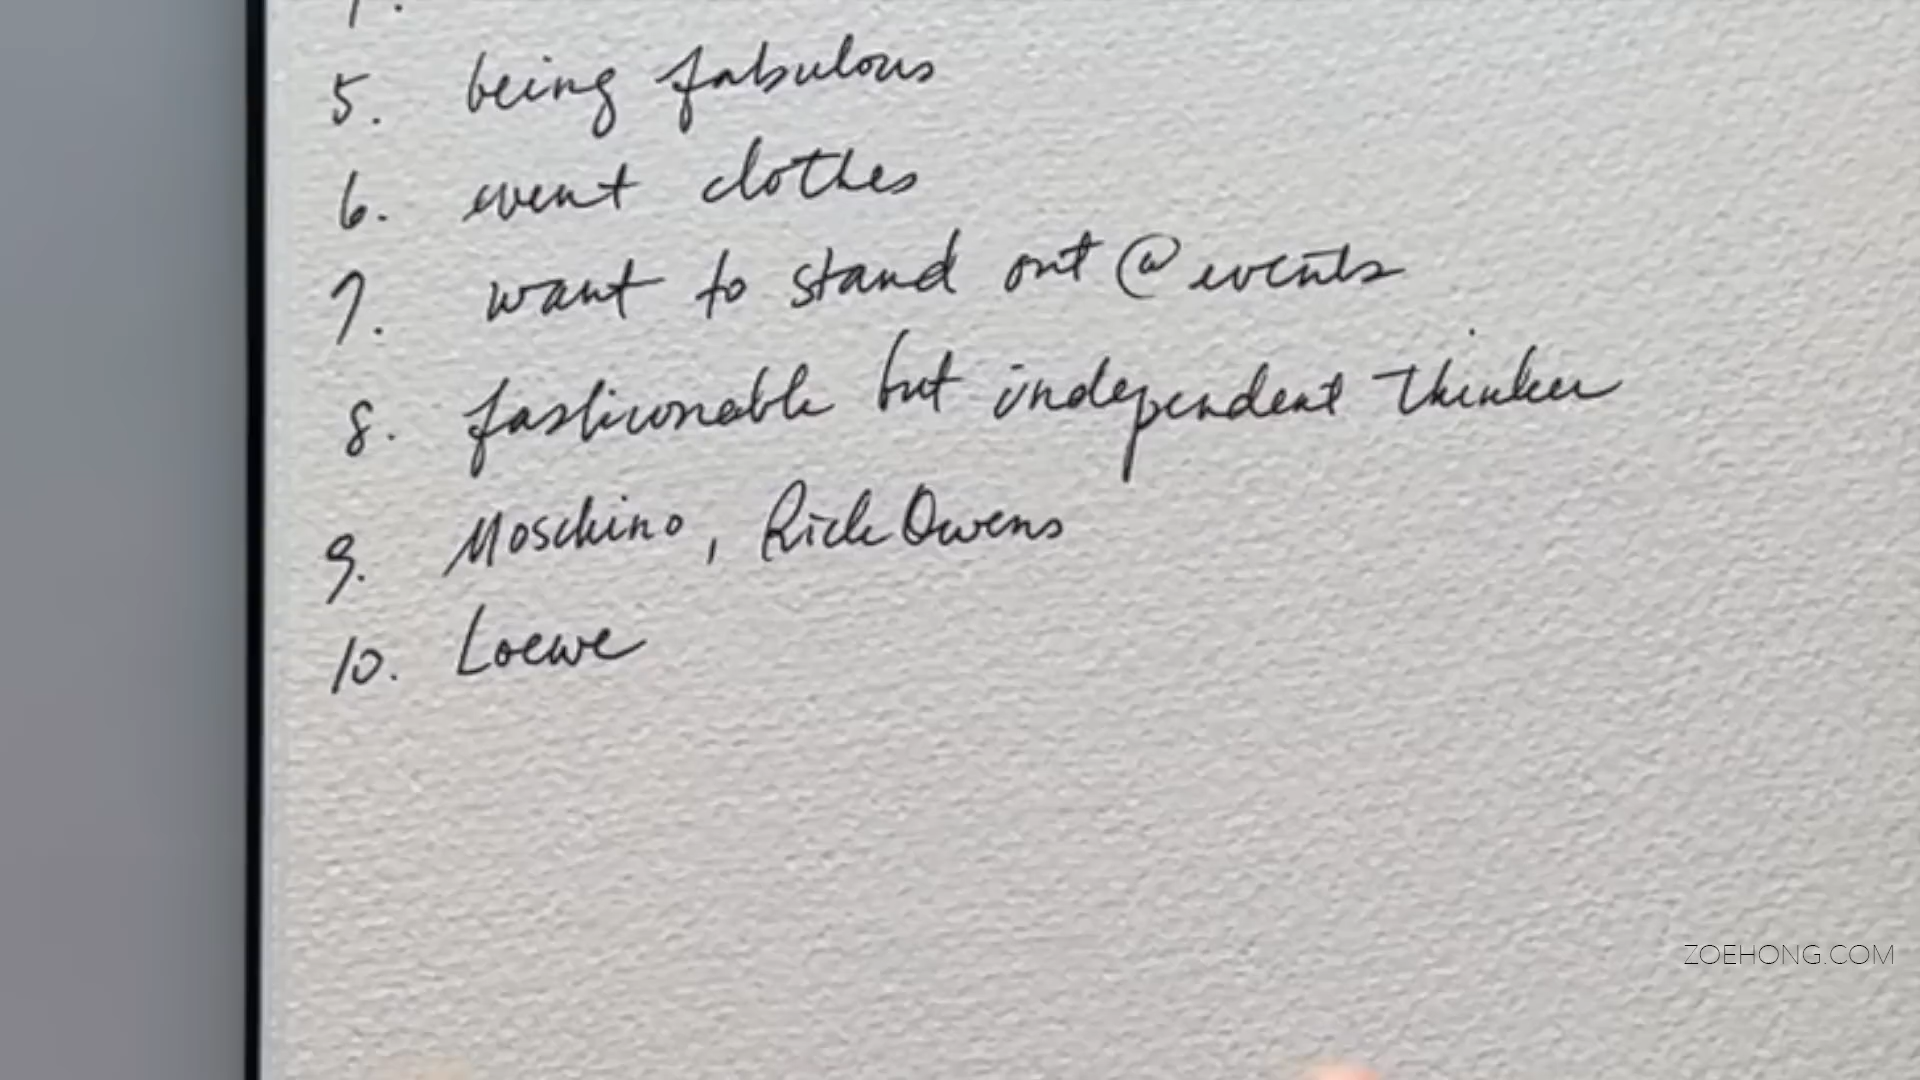 5. being fabulous
6. event clothes
7. want to stand out @ events
8. fashionable but independent thinker
9. Moschino, Rick Owens
10. Loewe
ZOEHONG.COM